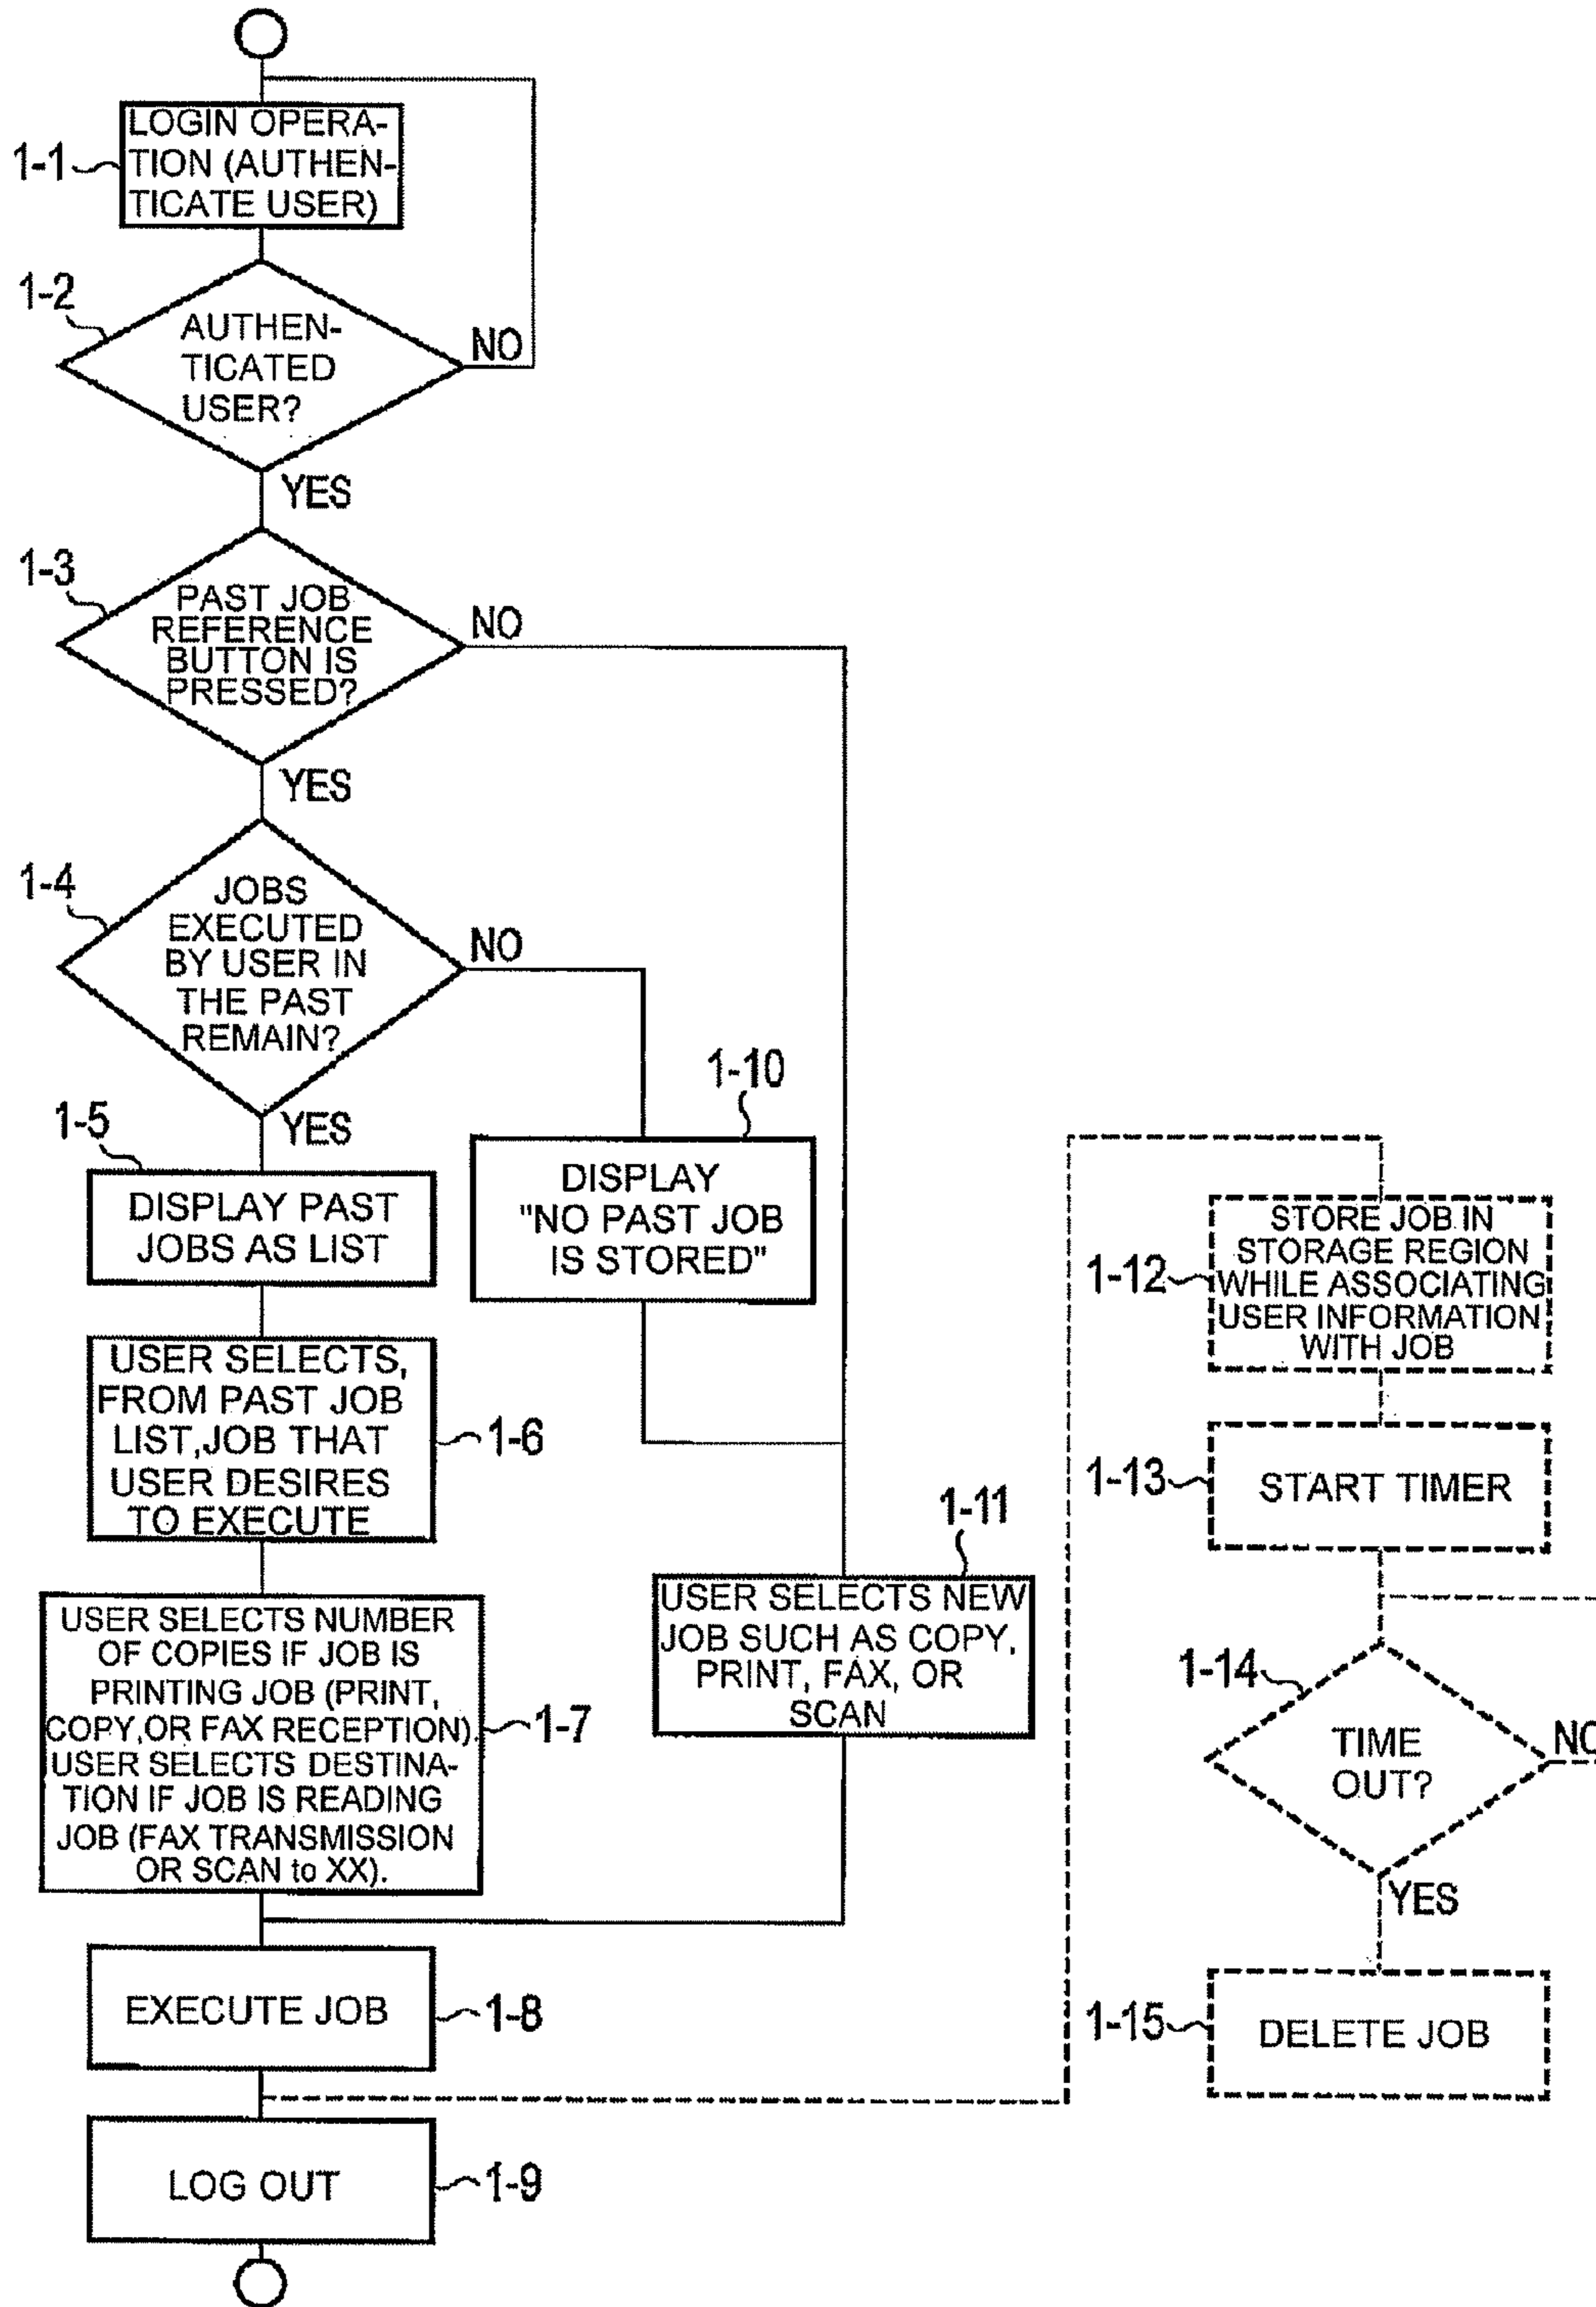 1-1
LOGIN OPERA-
TION (AUTHEN-
TICATE USER)
1-2
AUTHEN-
TICATED
USER?
NO
YES
1-3
PAST JOB
REFERENCE
BUTTON IS
PRESSED?
NO
YES
1-4
JOBS
EXECUTED
BY USER IN
THE PAST
REMAIN?
NO
YES
1-5
DISPLAY PAST
JOBS AS LIST
1-10
DISPLAY
"NO PAST JOB
IS STORED"
USER SELECTS,
FROM PAST JOB
LIST,JOB THAT
USER DESIRES
TO EXECUTE
1-6
1-11
USER SELECTS NEW
JOB SUCH AS COPY,
PRINT, FAX, OR
SCAN
USER SELECTS NUMBER
OF COPIES IF JOB IS
PRINTING JOB (PRINT,
COPY,OR FAX RECEPTION).
USER SELECTS DESTINA-
TION IF JOB IS READING
JOB (FAX TRANSMISSION
OR SCAN to XX).
1-7
EXECUTE JOB
1-8
LOG OUT
1-9
1-12
STORE JOB IN
STORAGE REGION
WHILE ASSOCIATING
USER INFORMATION
WITH JOB
1-13
START TIMER
1-14
TIME
OUT?
NO
YES
1-15
DELETE JOB